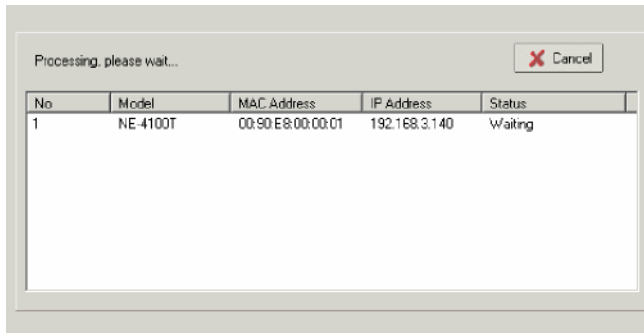 Processing, please wait...
Cancel
No Model MAC Address IP Address Status
1 NE-4100T 00:90:E8:00:00:01 192.168.3.140 Waiting